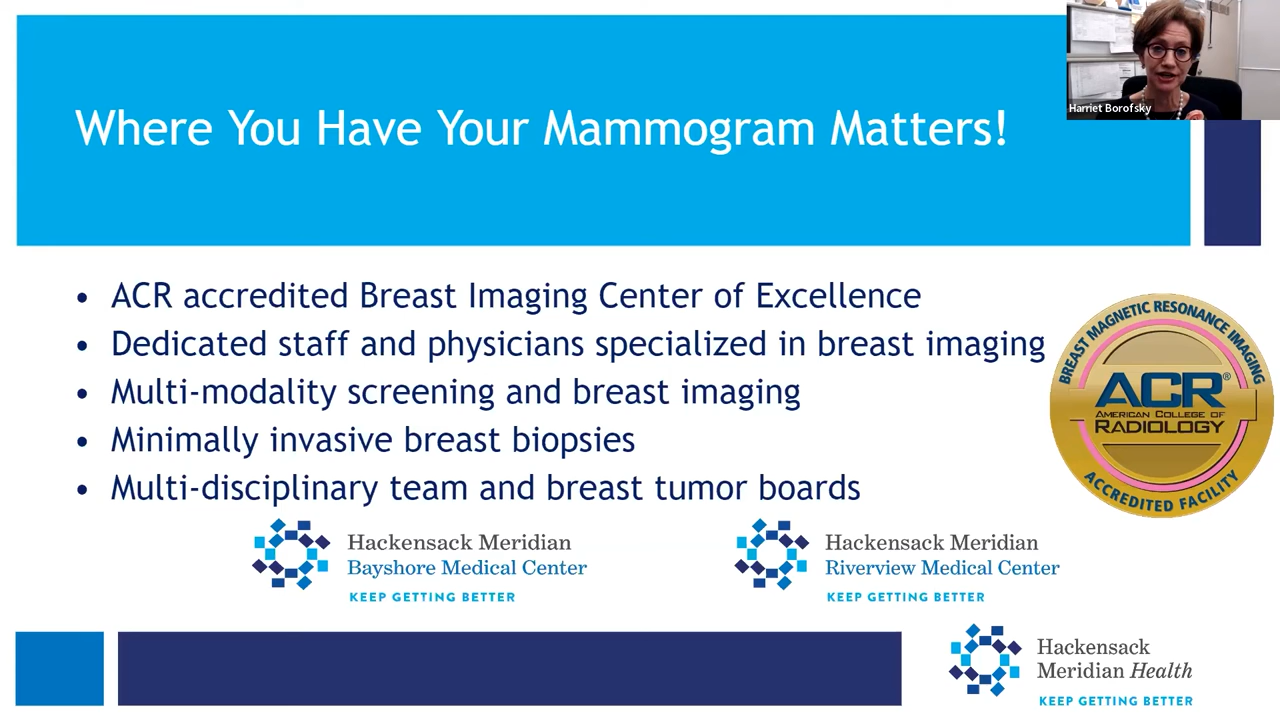 Where You Have Your Mammogram Matters!
Harriet Borofsky
• ACR accredited Breast Imaging Center of Excellence
• Dedicated staff and physicians specialized in breast imaging
• Multi-modality screening and breast imaging
• Minimally invasive breast biopsies
• Multi-disciplinary team and breast tumor boards
BREAST MAGNETIC RESONANCE IMAGING
ACR®
AMERICAN COLLEGE OF
RADIOLOGY
ACCREDITED FACILITY
Hackensack Meridian
Bayshore Medical Center
KEEP GETTING BETTER
Hackensack Meridian
Riverview Medical Center
KEEP GETTING BETTER
Hackensack
Meridian Health
KEEP GETTING BETTER